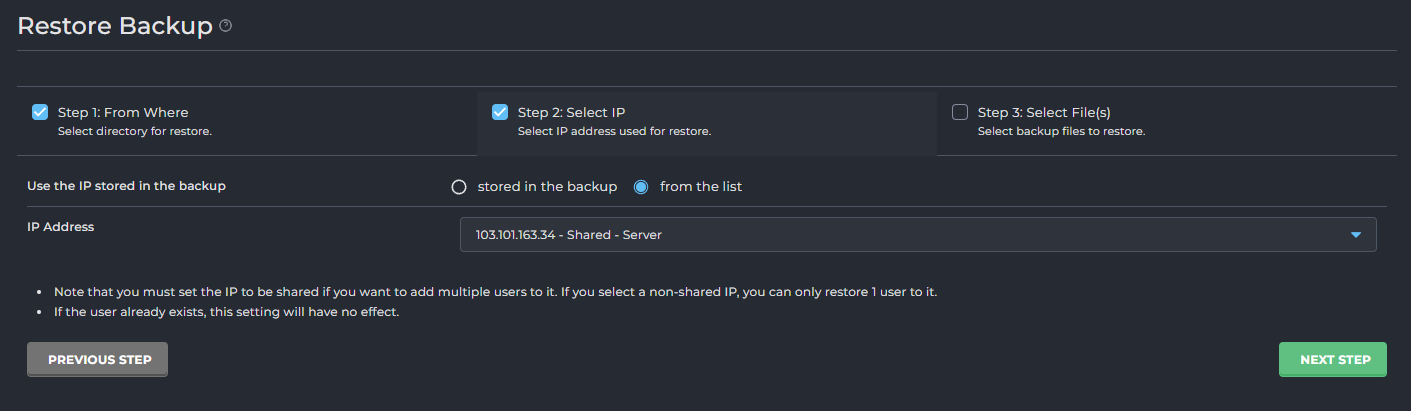 Restore Backup
Step 1: From Where
Select directory for restore.
Step 2: Select IP
Select IP address used for restore.
Step 3: Select File(s)
Select backup files to restore.
Use the IP stored in the backup
stored in the backup
from the list
IP Address
103.101.163.34 - Shared - Server
Note that you must set the IP to be shared if you want to add multiple users to it. If you select a non-shared IP, you can only restore 1 user to it.
If the user already exists, this setting will have no effect.
PREVIOUS STEP
NEXT STEP